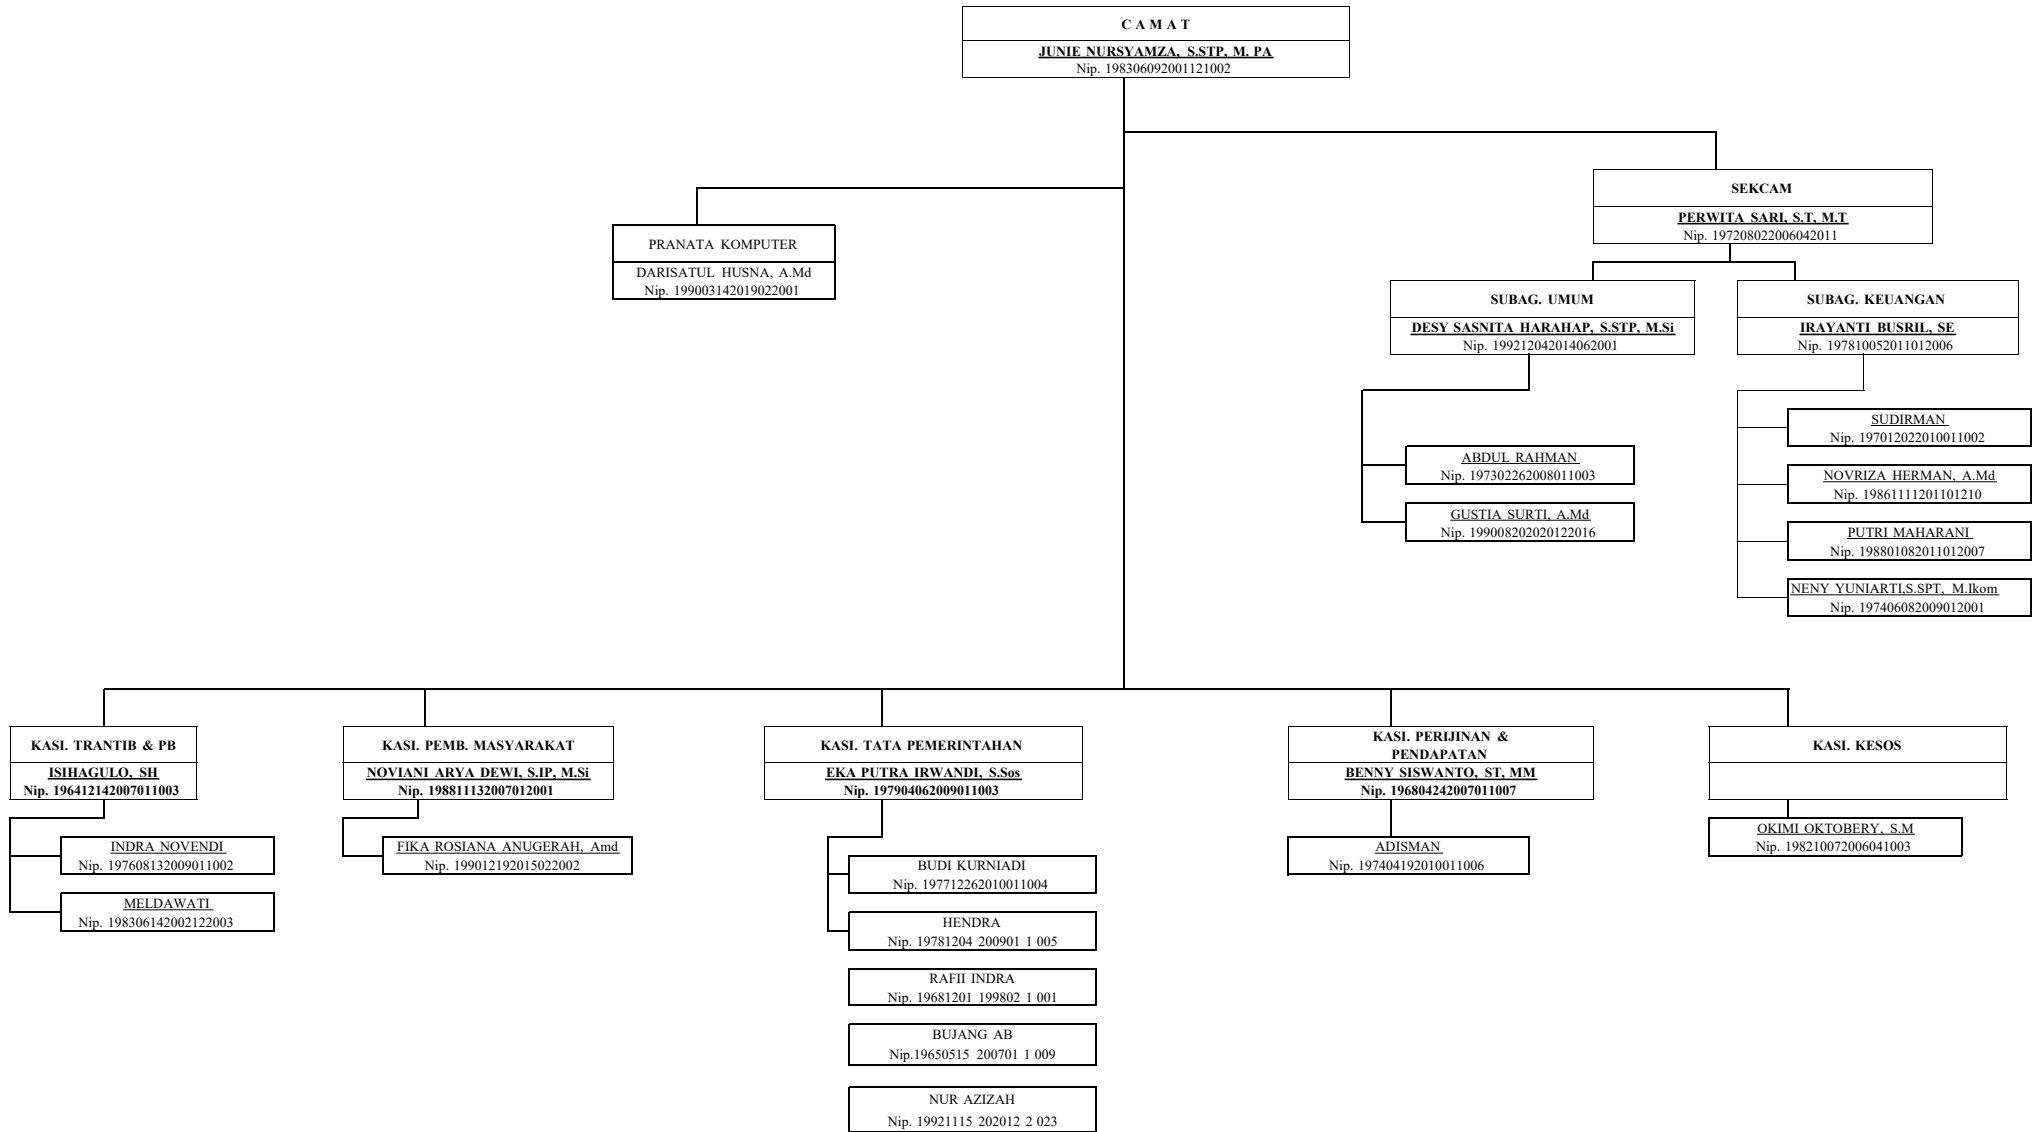 C A M A T
JUNIE NURSYAMZA, S.STP, M. PA
Nip. 198306092001121002
SEKCAM
PERWITA SARI, S.T, M.T
Nip. 197208022006042011
PRANATA KOMPUTER
DARISATUL HUSNA, A.Md
Nip. 199003142019022001
SUBAG. UMUM
DESY SASNITA HARAHAP, S.STP, M.Si
Nip. 199212042014062001
SUBAG. KEUANGAN
IRAYANTI BUSRIL, SE
Nip. 197810052011012006
ABDUL RAHMAN
Nip. 197302262008011003
GUSTIA SURTI, A.Md
Nip. 199008202020122016
SUDIRMAN
Nip. 197012022010011002
NOVRIZA HERMAN, A.Md
Nip. 19861111201101210
PUTRI MAHARANI
Nip. 198801082011012007
NENY YUNIARTI,S.SPT, M.Ikom
Nip. 197406082009012001
KASI. TRANTIB & PB
ISIHAGULO, SH
Nip. 196412142007011003
INDRA NOVENDI
Nip. 197608132009011002
MELDAWATI
Nip. 198306142002122003
KASI. PEMB. MASYARAKAT
NOVIANI ARYA DEWI, S.IP, M.Si
Nip. 198811132007012001
FIKA ROSIANA ANUGERAH, Amd
Nip. 199012192015022002
KASI. TATA PEMERINTAHAN
EKA PUTRA IRWANDI, S.Sos
Nip. 197904062009011003
BUDI KURNIADI
Nip. 197712262010011004
HENDRA
Nip. 19781204 200901 1 005
RAFII INDRA
Nip. 19681201 199802 1 001
BUJANG AB
Nip.19650515 200701 1 009
NUR AZIZAH
Nip. 19921115 202012 2 023
KASI. PERIJINAN &
PENDAPATAN
BENNY SISWANTO, ST, MM
Nip. 196804242007011007
ADISMAN
Nip. 197404192010011006
KASI. KESOS
OKIMI OKTOBERY, S.M
Nip. 198210072006041003